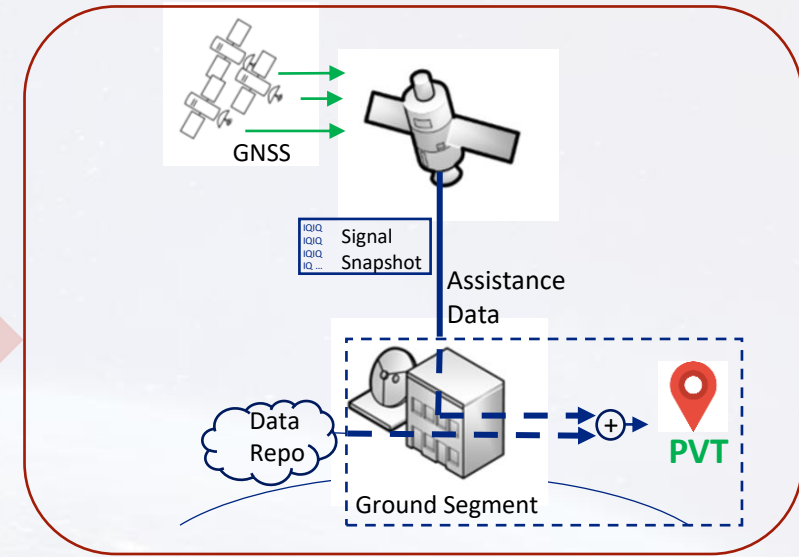 GNSS
IQIQ
IQIQ
IQIQ
IQ ...
Signal
Snapshot
Assistance
Data
Data
Repo
+
PVT
Ground Segment